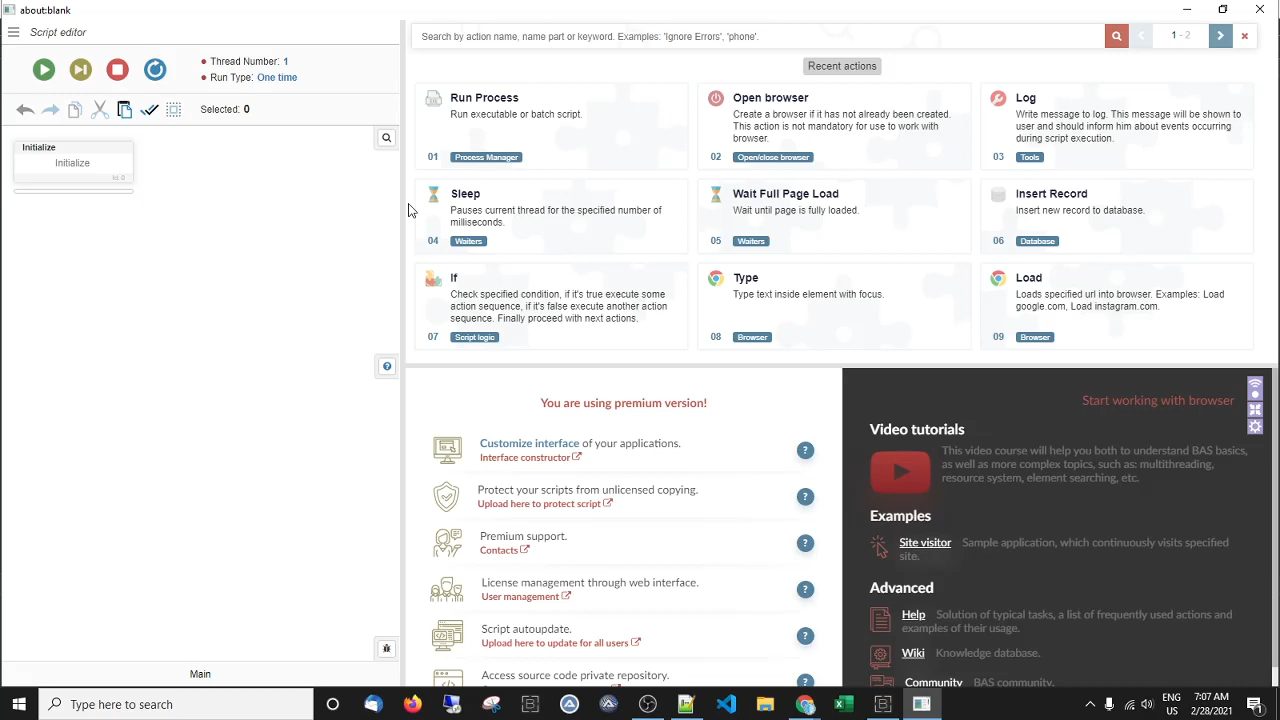 about:blank
Script editor
Thread Number: 1
Run Type: One time
Selected: 0
Initialize
Initialize
Id: 0
Main
Search by action name, name part or keyword. Examples: 'Ignore Errors', 'phone'.
1 - 2
Recent actions
Run Process
Run executable or batch script.
01 Process Manager
Open browser
Create a browser if it has not already been created.
This action is not mandatory for use to work with
browser.
02 Open/close browser
Log
Write message to log. This message will be shown to
user and should inform him about events occurring
during script execution.
03 Tools
Sleep
Pauses current thread for the specified number of
milliseconds.
04 Waiters
Wait Full Page Load
Wait until page is fully loaded.
05 Waiters
Insert Record
Insert new record to database.
06 Database
If
Check specified condition, if it's true execute some
action sequence, if it's false execute another action
sequence. Finally proceed with next actions.
07 Script logic
Type
Type text inside element with focus.
08 Browser
Load
Loads specified url into browser. Examples: Load
google.com, Load instagram.com.
09 Browser
You are using premium version!
Customize interface of your applications.
Interface constructor
Protect your scripts from unlicensed copying.
Upload here to protect script
Premium support.
Contacts
License management through web interface.
User management
Script autoupdate.
Upload here to update for all users
Access source code private repository.
Start working with browser
Video tutorials
This video course will help you both to understand BAS basics,
as well as more complex topics, such as: multithreading,
resource system, element searching, etc.
Examples
Site visitor Sample application, which continuously visits specified
site.
Advanced
Help Solution of typical tasks, a list of frequently used actions and
examples of their usage.
Wiki Knowledge database.
Community BAS community.
Type here to search
ENG
US
7:07 AM
2/28/2021